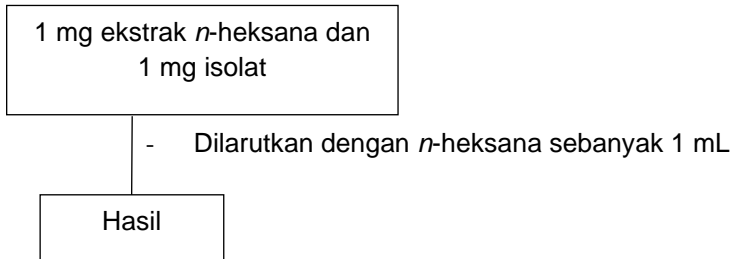 1 mg ekstrak n-heksana dan
1 mg isolat
- Dilarutkan dengan n-heksana sebanyak 1 mL
Hasil